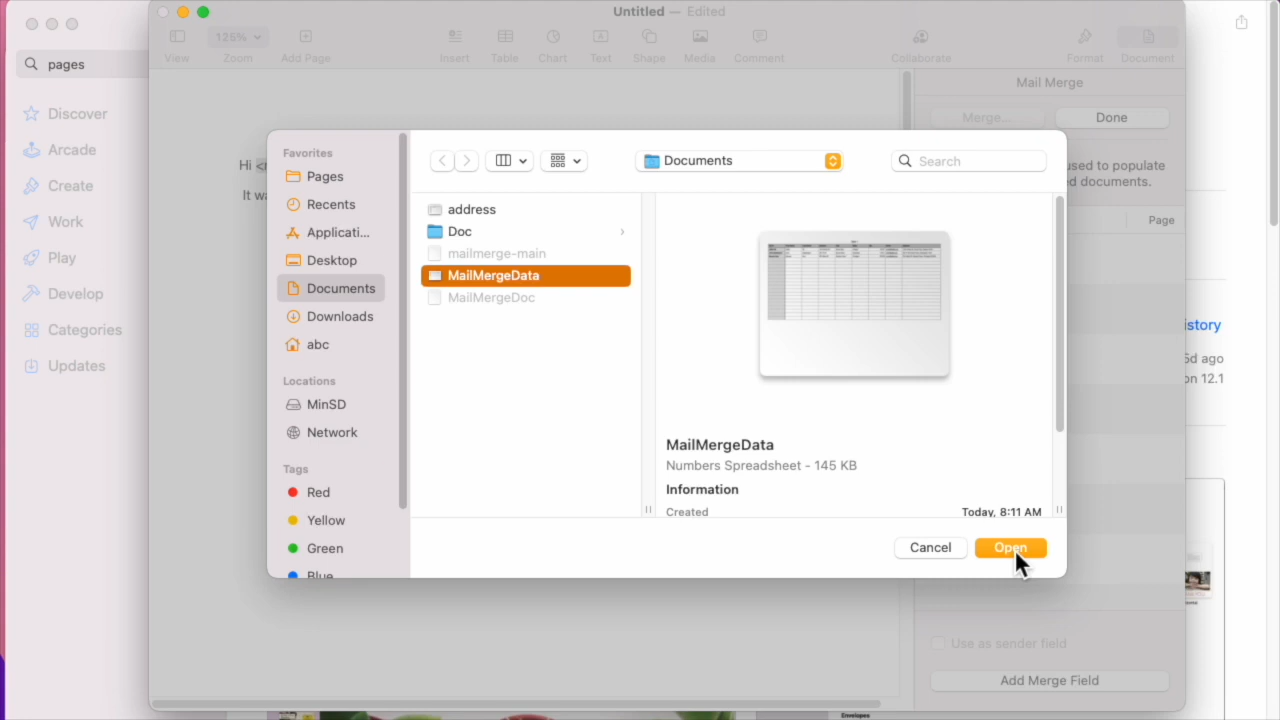 Untitled — Edited
125%
View
Zoom
Add Page
Insert
Table
Chart
Text
Shape
Media
Comment
Collaborate
Format
Document
pages
Discover
Arcade
Create
Work
Play
Develop
Categories
Updates
Mail Merge
Merge...
Done
used to populate
documents.
Page
Hi
It
Favorites
Pages
Recents
Applicati...
Desktop
Documents
Downloads
abc
Locations
MinSD
Network
Tags
Red
Yellow
Green
Blue
Documents
Search
address
Doc
mailmerge-main
MailMergeData
MailMergeDoc
MailMergeData
Numbers Spreadsheet - 145 KB
Information
Created Today, 8:11 AM
Cancel
Open
istory
5d ago
on 12.1
Use as sender field
Add Merge Field
Envelopes